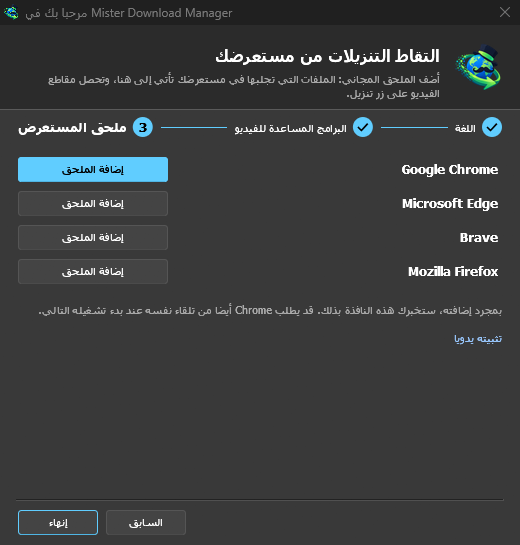 مرحبا بك في Mister Download Manager
التقاط التنزيلات من مستعرضك
أضف الملحق المجاني: الملفات التي تجلبها في مستعرضك تأتي إلى هنا، وتحصل مقاطع
الفيديو على زر تنزيل.
اللغة
البرامج المساعدة للفيديو
3 ملحق المستعرض
Google Chrome إضافة الملحق
Microsoft Edge إضافة الملحق
Brave إضافة الملحق
Mozilla Firefox إضافة الملحق
بمجرد إضافته، ستخبرك هذه النافذة بذلك. قد يطلب Chrome أيضا من تلقاء نفسه عند بدء تشغيله التالي.
تثبيته يدويا
السابق
إنهاء